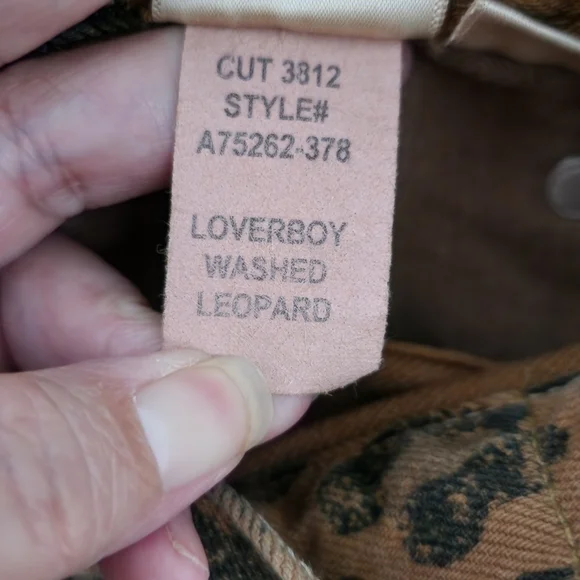 CUT 3812
STYLE#
A75262-378
LOVERBOY
WASHED
LEOPARD